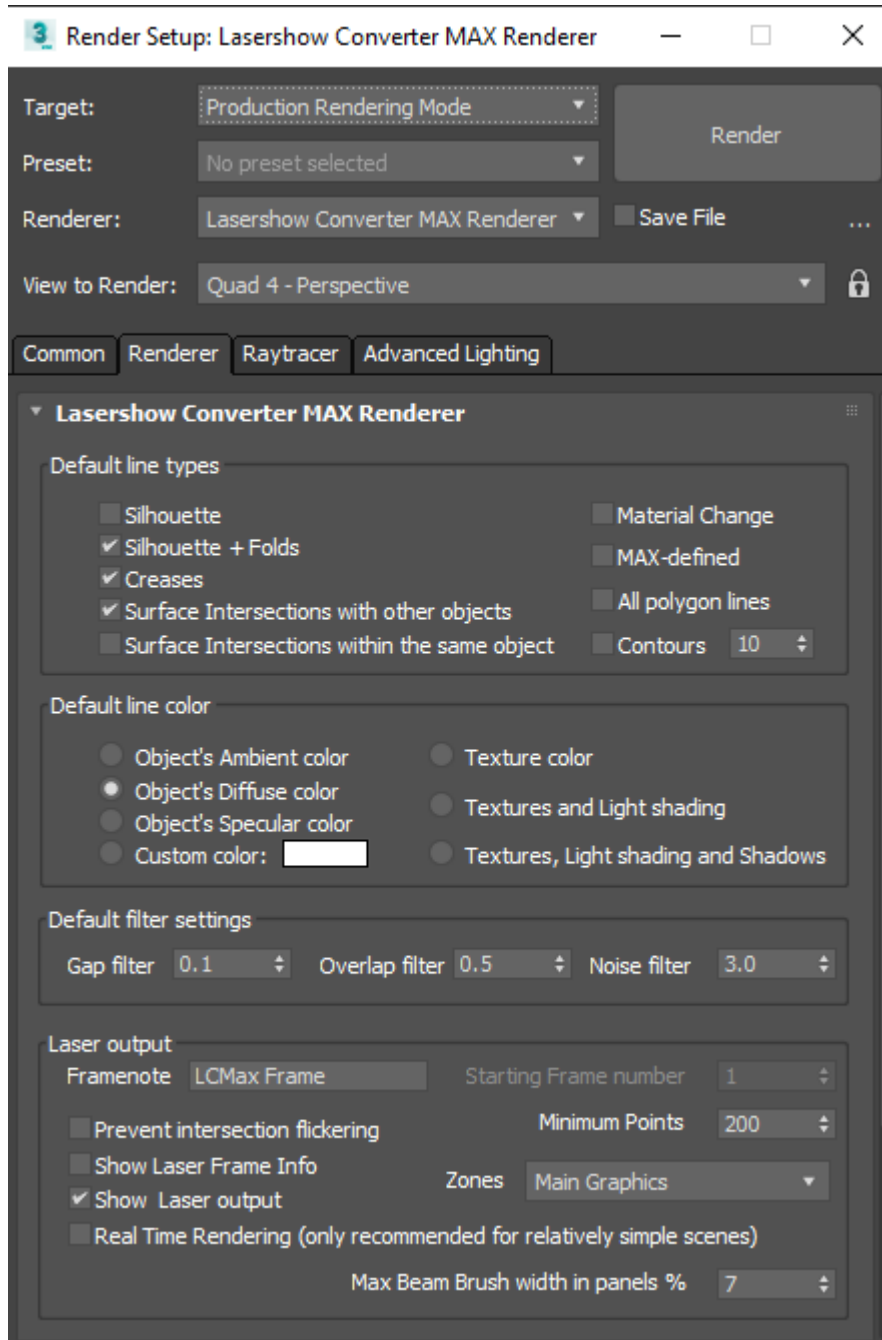 3 Render Setup: Lasershow Converter MAX Renderer
Target: Production Rendering Mode
Render
Preset: No preset selected
Renderer: Lasershow Converter MAX Renderer Save File ...
View to Render: Quad 4 - Perspective
Common Renderer Raytracer Advanced Lighting
Lasershow Converter MAX Renderer
Default line types
Silhouette Material Change
Silhouette + Folds MAX-defined
Creases All polygon lines
Surface Intersections with other objects
Surface Intersections within the same object Contours 10
Default line color
Object's Ambient color Texture color
Object's Diffuse color Textures and Light shading
Object's Specular color
Custom color: Textures, Light shading and Shadows
Default filter settings
Gap filter 0.1 Overlap filter 0.5 Noise filter 3.0
Laser output
Framenote LCMax Frame Starting Frame number 1
Prevent intersection flickering Minimum Points 200
Show Laser Frame Info
Zones Main Graphics
Show Laser output
Real Time Rendering (only recommended for relatively simple scenes)
Max Beam Brush width in panels % 7